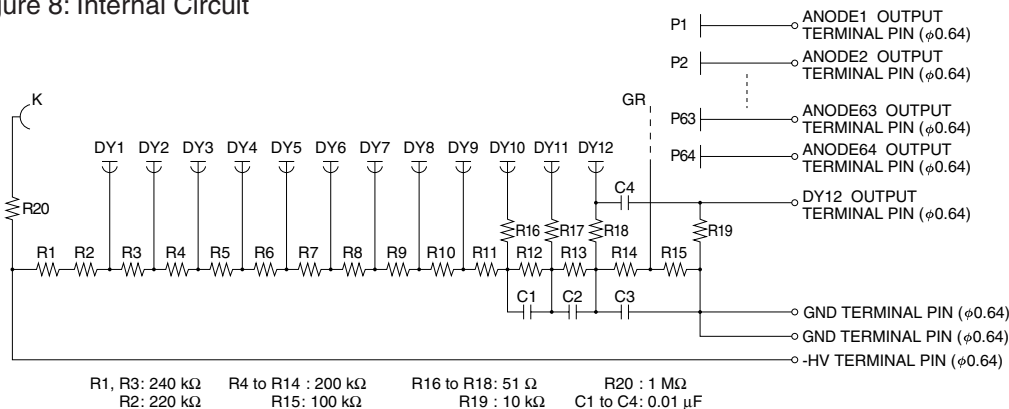 gure 8: Internal Circuit
P1
ANODE1 OUTPUT
TERMINAL PIN (φ0.64)
P2
ANODE2 OUTPUT
TERMINAL PIN (φ0.64)
K
GR
P63
ANODE63 OUTPUT
TERMINAL PIN (φ0.64)
DY1 DY2 DY3 DY4 DY5 DY6 DY7 DY8 DY9 DY10 DY11 DY12
P64
ANODE64 OUTPUT
TERMINAL PIN (φ0.64)
C4
DY12 OUTPUT
TERMINAL PIN (φ0.64)
R20
R16 R17 R18 R19
R1 R2 R3 R4 R5 R6 R7 R8 R9 R10 R11 R12 R13 R14 R15
C1 C2 C3
GND TERMINAL PIN (φ0.64)
GND TERMINAL PIN (φ0.64)
-HV TERMINAL PIN (φ0.64)
R1, R3: 240 kΩ R4 to R14 : 200 kΩ R16 to R18: 51 Ω R20 : 1 MΩ
R2: 220 kΩ R15: 100 kΩ R19 : 10 kΩ C1 to C4: 0.01 µF